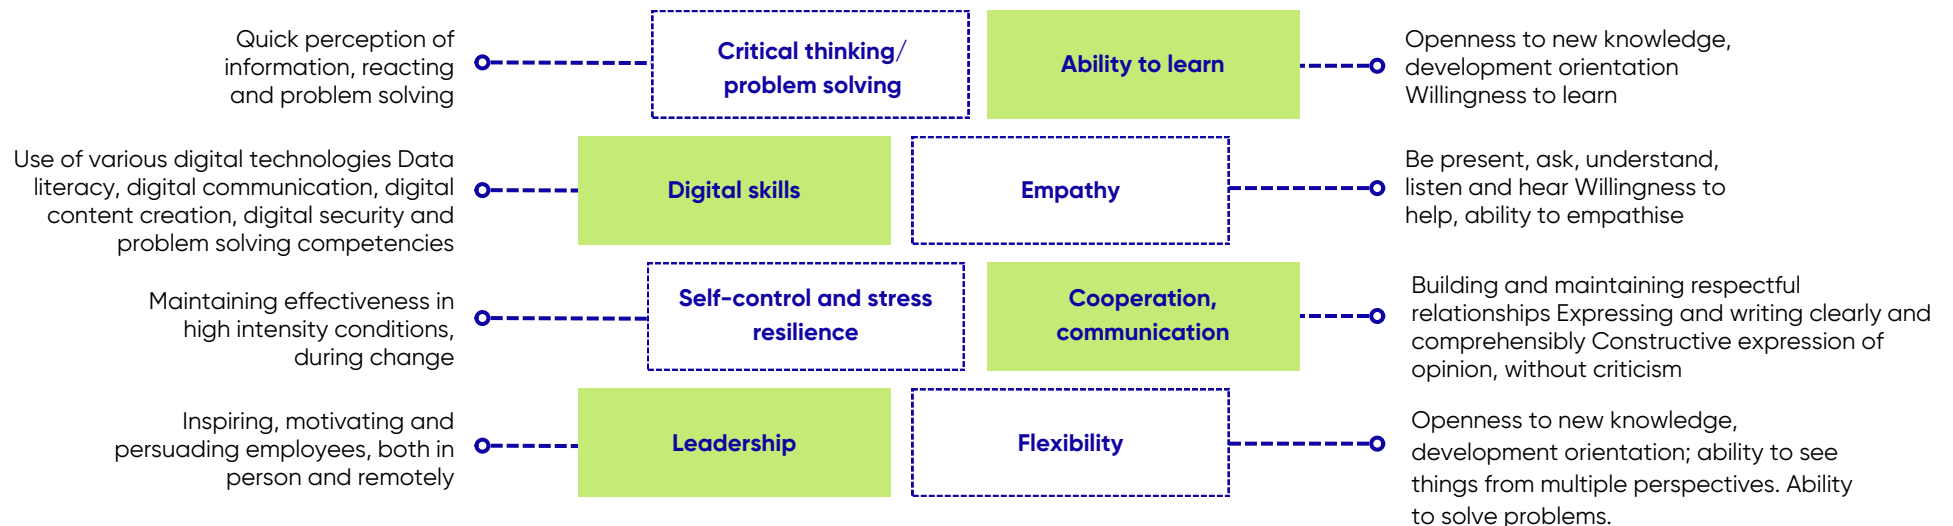 Quick perception of
information, reacting
and problem solving
Critical thinking/
problem solving
Ability to learn
Openness to new knowledge,
development orientation
Willingness to learn
Use of various digital technologies Data
literacy, digital communication, digital
content creation, digital security and
problem solving competencies
Digital skills
Empathy
Be present, ask, understand,
listen and hear Willingness to
help, ability to empathise
Maintaining effectiveness in
high intensity conditions,
during change
Self-control and stress
resilience
Cooperation,
communication
Building and maintaining respectful
relationships Expressing and writing clearly and
comprehensibly Constructive expression of
opinion, without criticism
Inspiring, motivating and
persuading employees, both in
person and remotely
Leadership
Flexibility
Openness to new knowledge,
development orientation; ability to see
things from multiple perspectives. Ability
to solve problems.